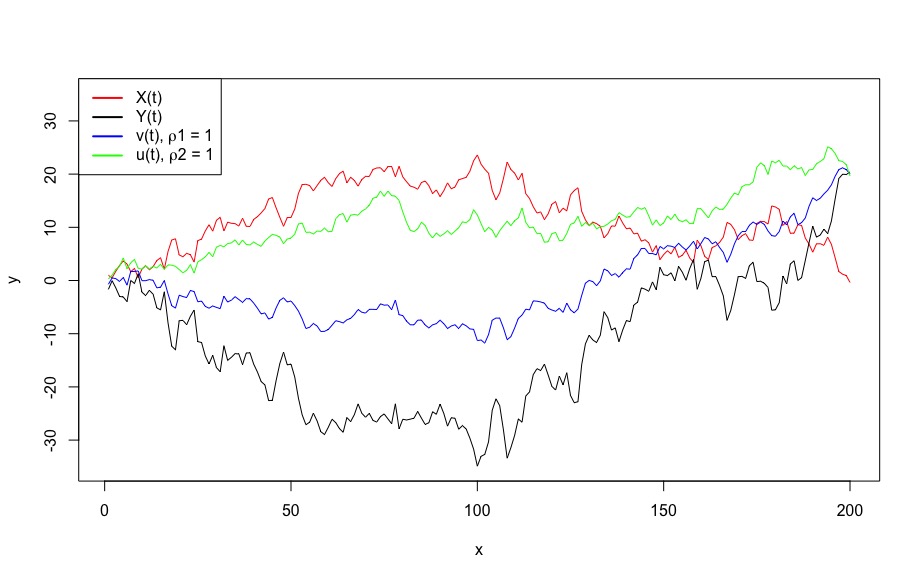 X(t)
Y(t)
v(t), ρ1 = 1
u(t), ρ2 = 1
30
20
10
0
-10
-20
-30
y
0 50 100 150 200
x